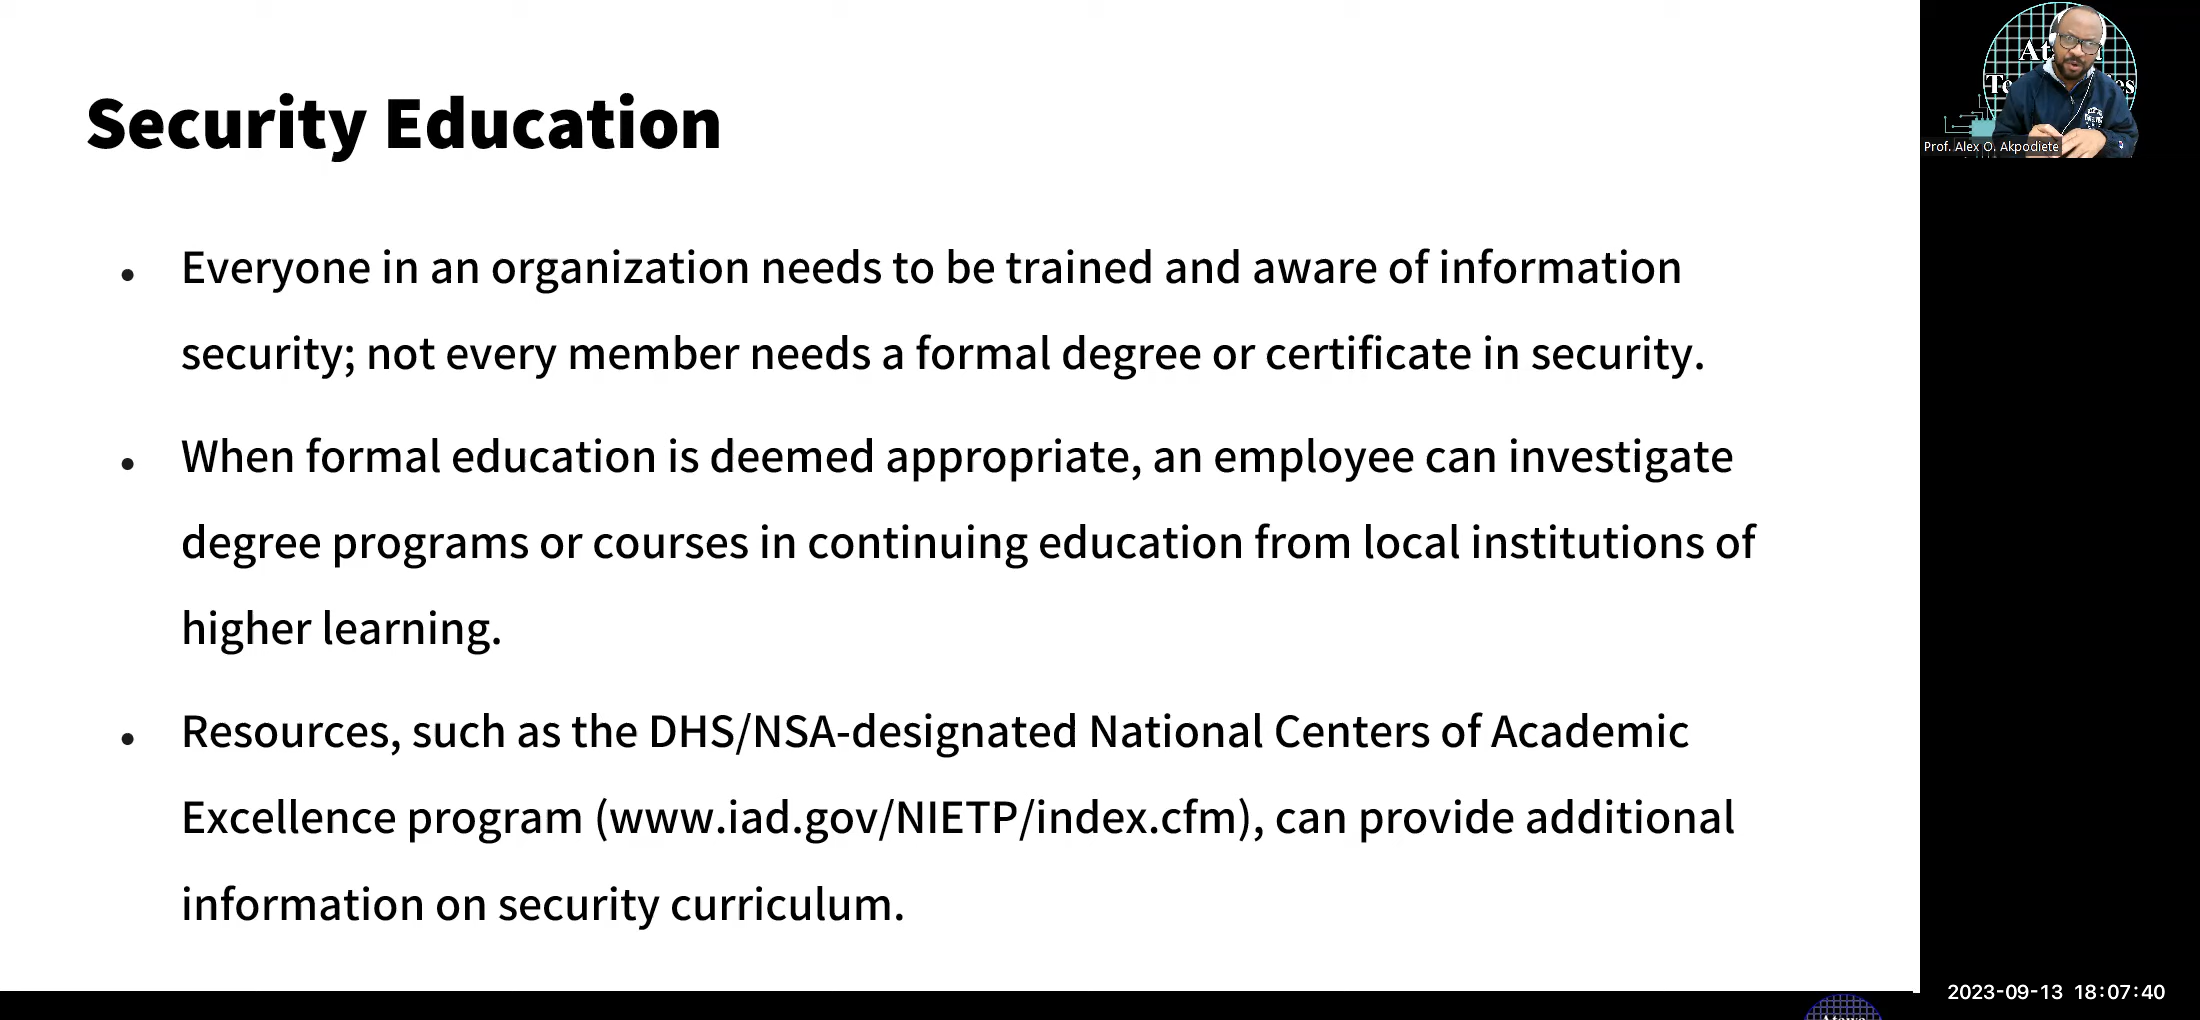 Security Education
• Everyone in an organization needs to be trained and aware of information
security; not every member needs a formal degree or certificate in security.
• When formal education is deemed appropriate, an employee can investigate
degree programs or courses in continuing education from local institutions of
higher learning.
• Resources, such as the DHS/NSA-designated National Centers of Academic
Excellence program (www.iad.gov/NIETP/index.cfm), can provide additional
information on security curriculum.
Prof. Alex O. Akpodiete
2023-09-13 18:07:40